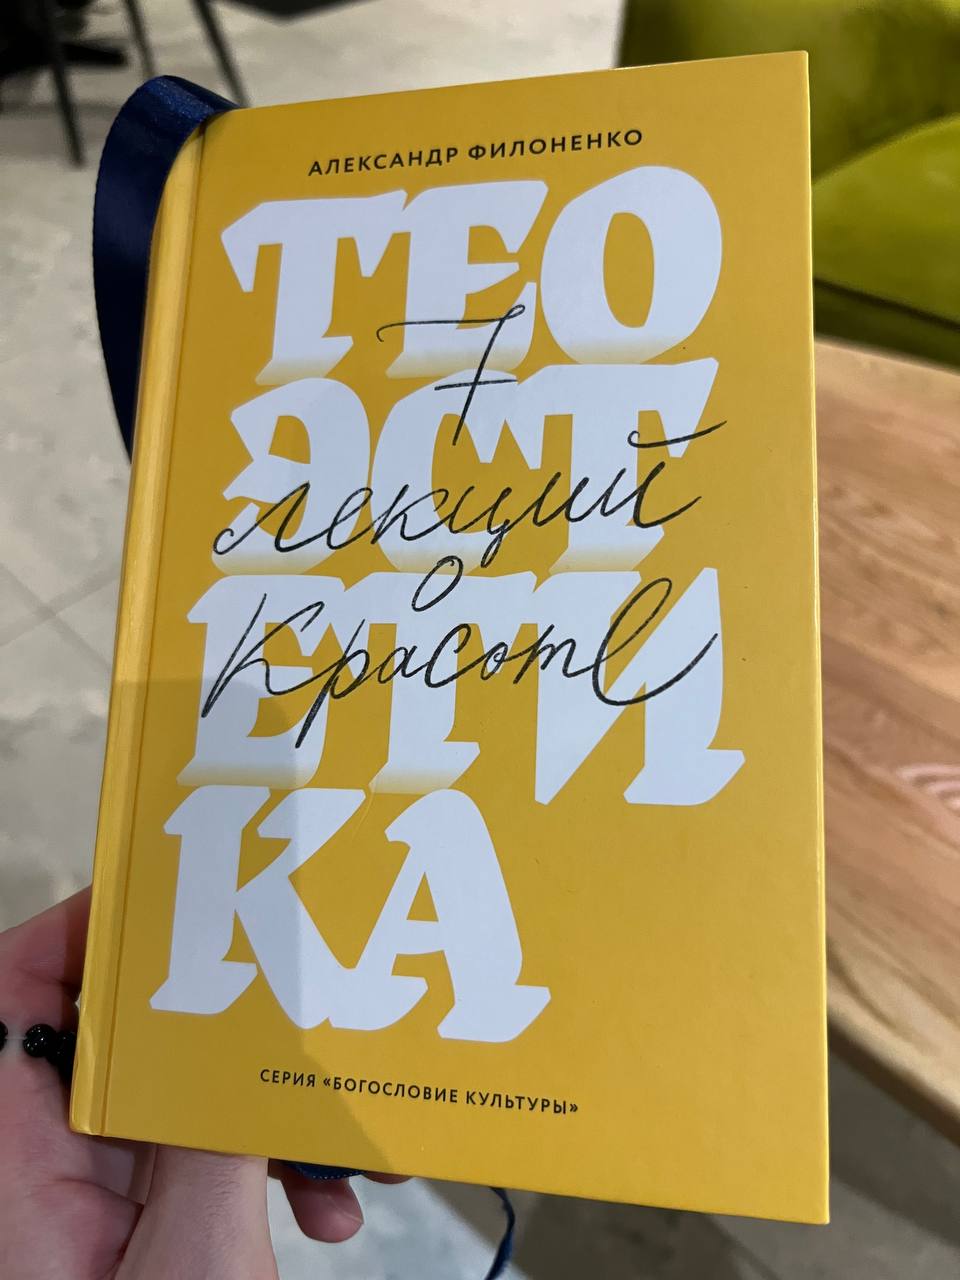 АЛЕКСАНДР ФИЛОНЕНКО
ТЕО
ЭСТ
ЕТИ
КА
7
лекций
о
Красоте
СЕРИЯ «БОГОСЛОВИЕ КУЛЬТУРЫ»